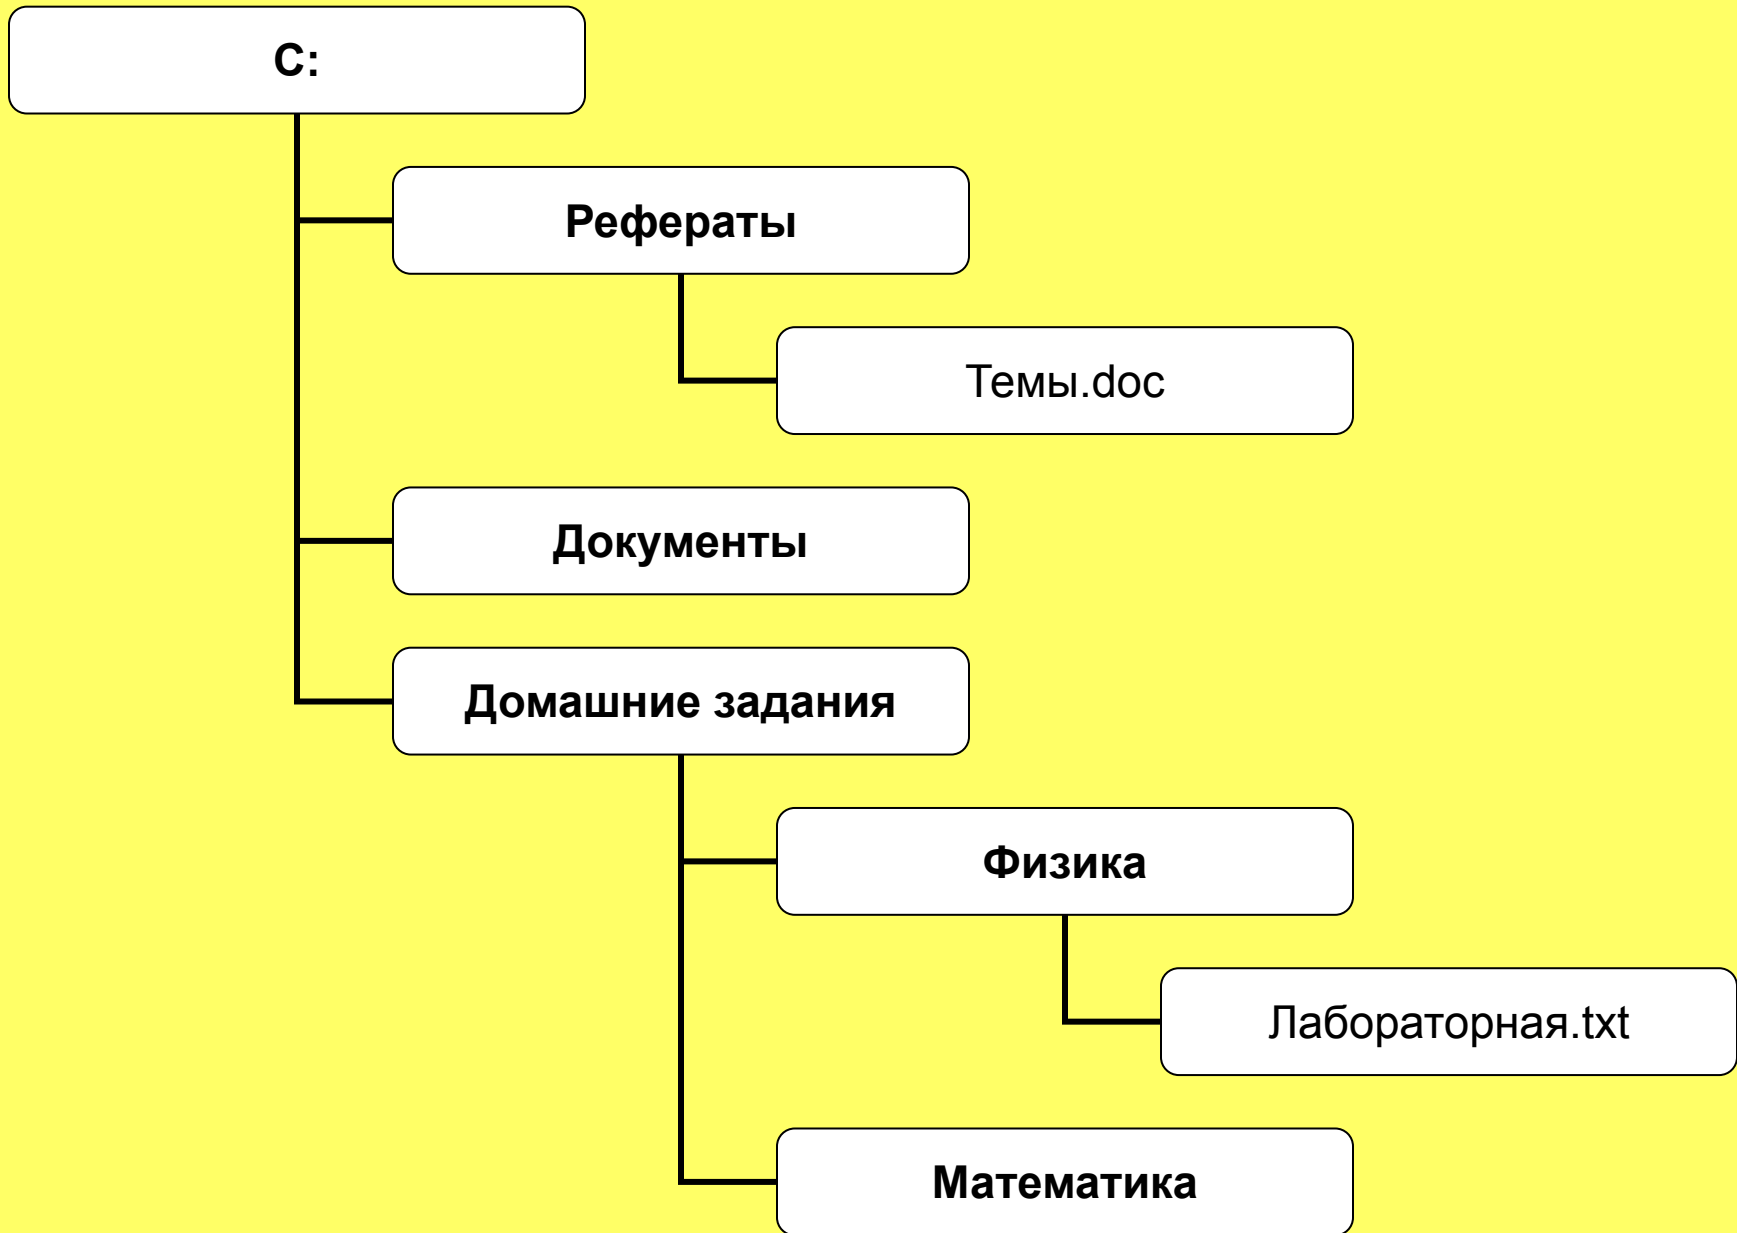 C:
Рефераты
Темы.doc
Документы
Домашние задания
Физика
Лабораторная.txt
Математика